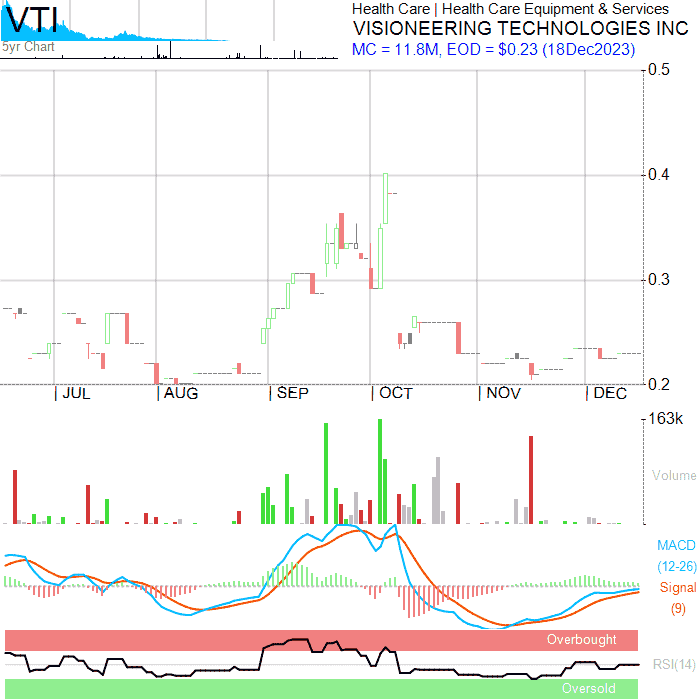 VTI
5yr Chart
Health Care | Health Care Equipment & Services
VISIONEERING TECHNOLOGIES INC
MC = 11.8M, EOD = $0.23 (18Dec2023)
0.5
0.4
0.3
0.2
JUL AUG SEP OCT NOV DEC
163k
Volume
MACD
(12-26)
Signal
(9)
Overbought
RSI(14)
Oversold